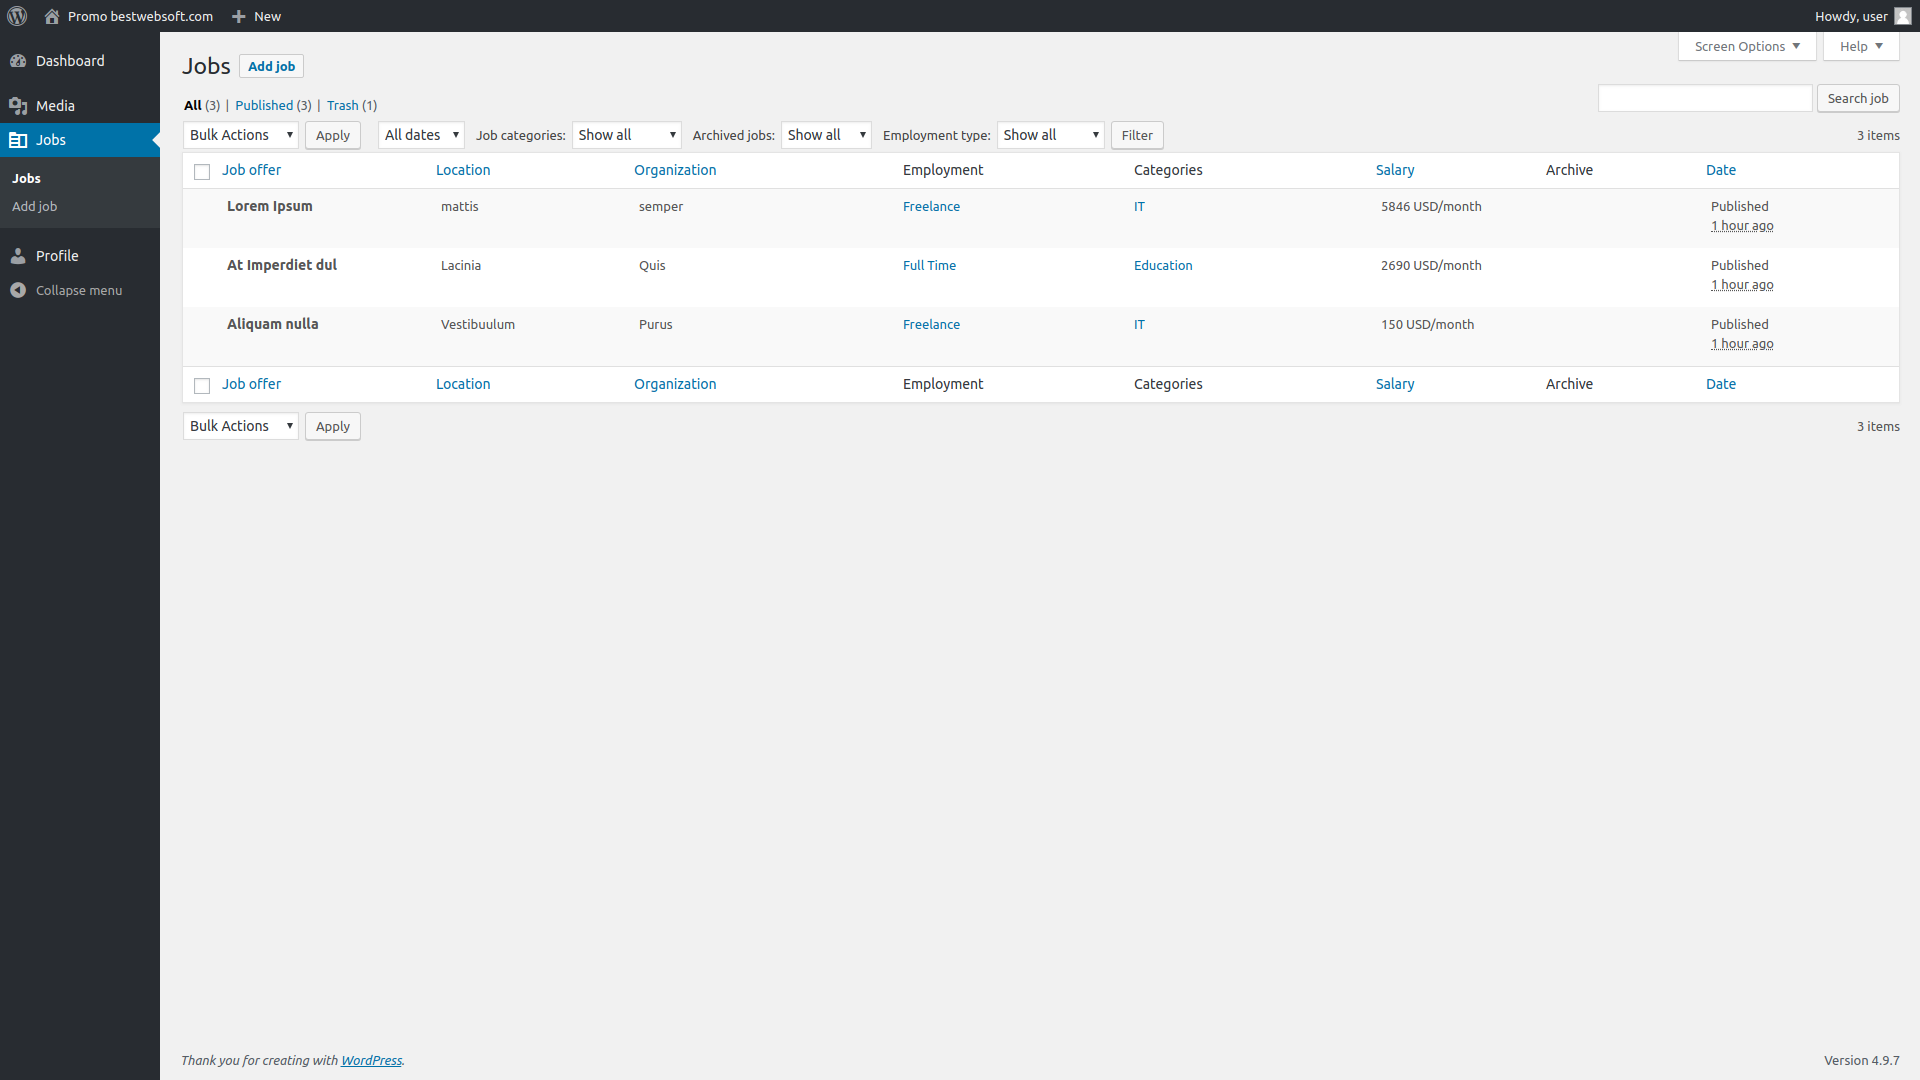 Promo bestwebsoft.com New Howdy, user
Dashboard
Media
Jobs
Jobs
Add job
Profile
Collapse menu
Screen Options Help
Jobs Add job
All (3) | Published (3) | Trash (1)
Search job
Bulk Actions Apply All dates Job categories: Show all Archived jobs: Show all Employment type: Show all Filter 3 items
Job offer Location Organization Employment Categories Salary Archive Date
Lorem Ipsum mattis semper Freelance IT 5846 USD/month Published
1 hour ago
At Imperdiet dul Lacinia Quis Full Time Education 2690 USD/month Published
1 hour ago
Aliquam nulla Vestibuulum Purus Freelance IT 150 USD/month Published
1 hour ago
Job offer Location Organization Employment Categories Salary Archive Date
Bulk Actions Apply 3 items
Thank you for creating with WordPress. Version 4.9.7